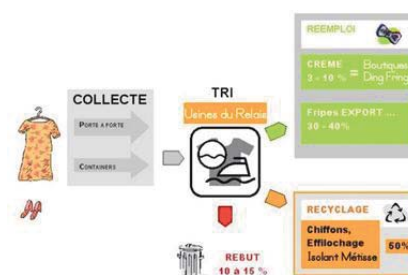 COLLECTE
PORTE A PORTE
CONTAINERS
TRI
Usines du Relais
REBUT
10 à 15 %
REEMPLOI
CREME
3 - 10 %
=
Boutiques
Ding Fring
Fripes EXPORT ...
30 - 40%
RECYCLAGE
Chiffons,
Effilochage
Isolant Métisse
50%